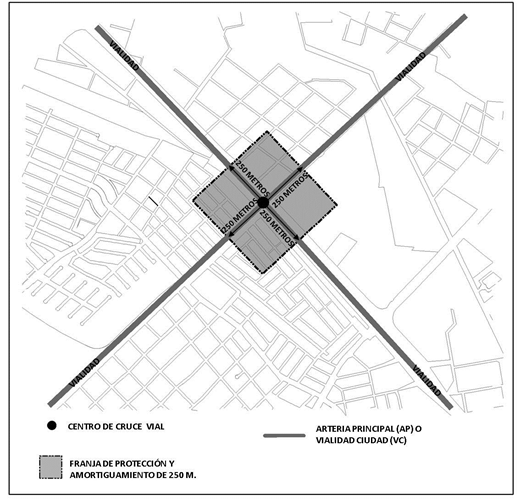 VIALIDAD
VIALIDAD
250 METROS
250 METROS
250 METROS
250 METROS
VIALIDAD
VIALIDAD
CENTRO DE CRUCE VIAL
ARTERIA PRINCIPAL (AP) O
VIALIDAD CIUDAD (VC)
FRANJA DE PROTECCIÓN Y
AMORTIGUAMIENTO DE 250 M.